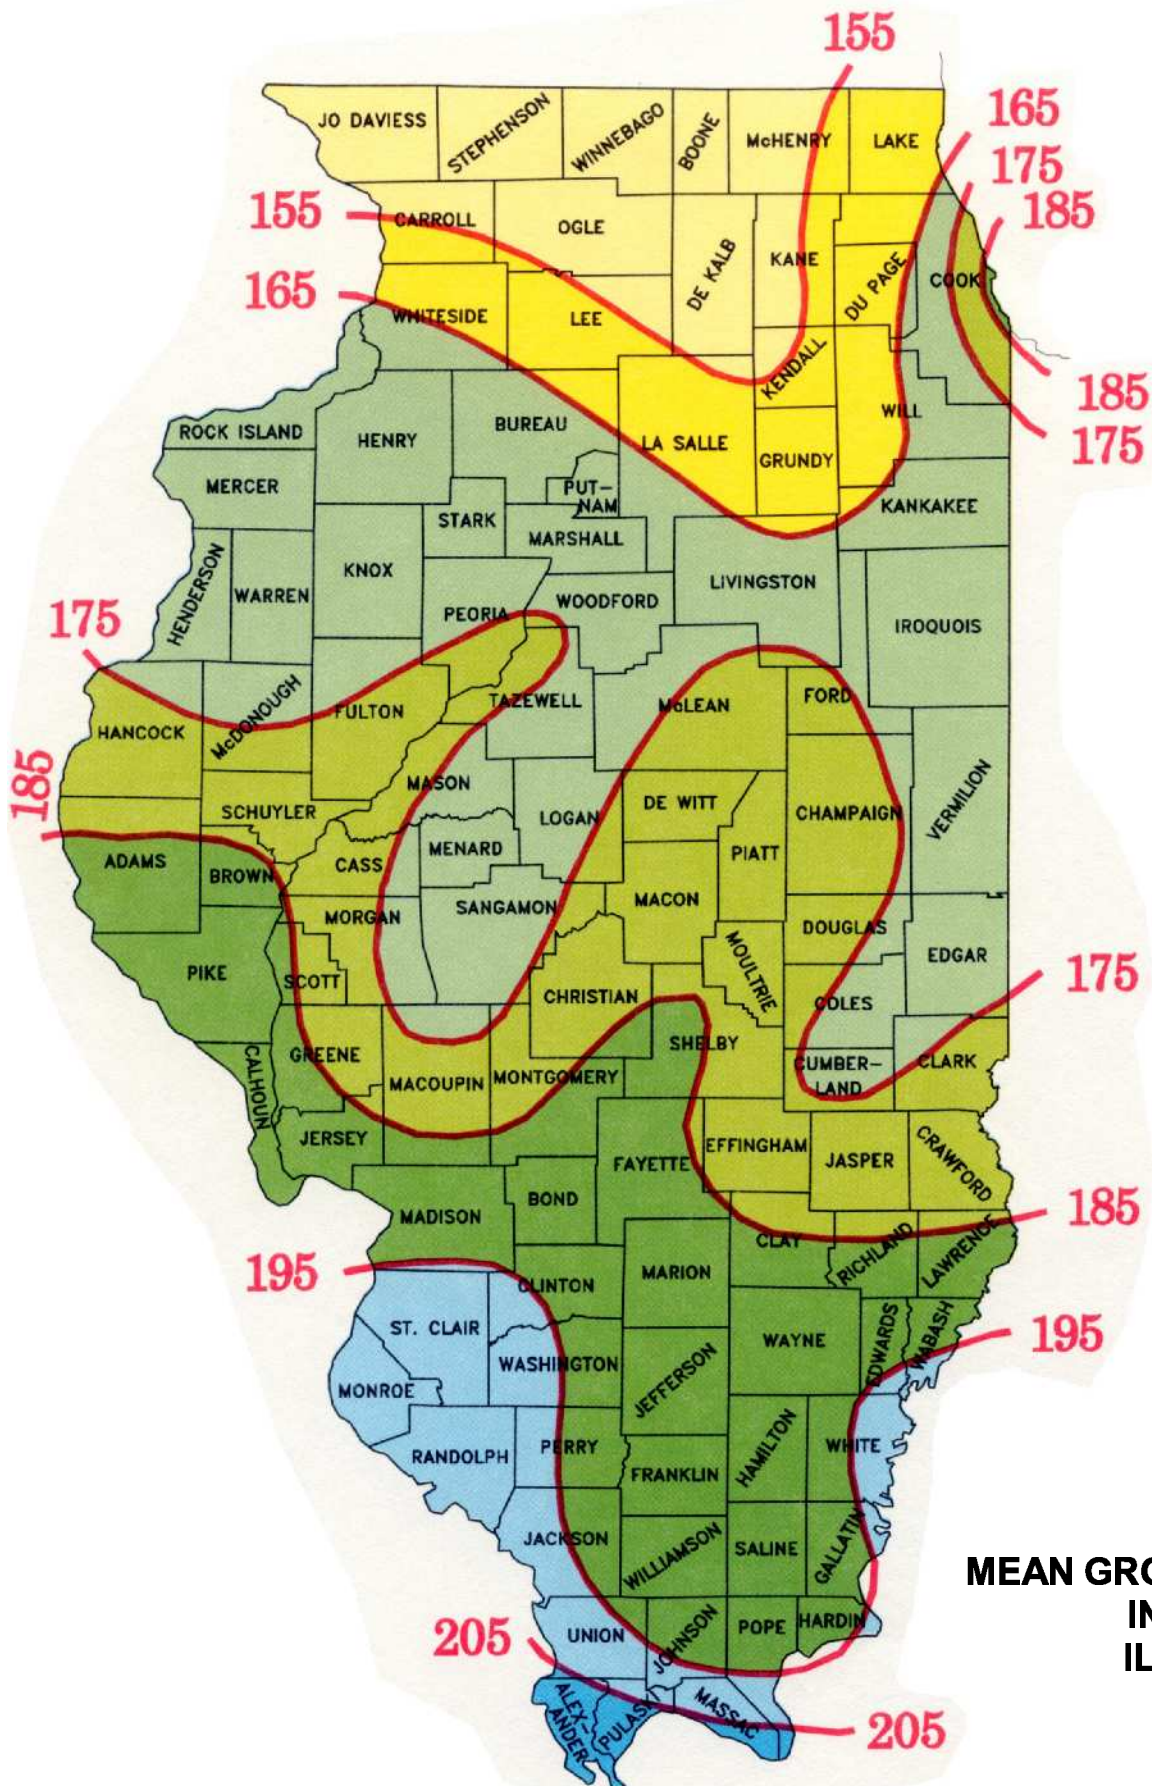 155
JO DAVIESS
STEPHENSON
WINNEBAGO
BOONE
McHENRY
LAKE
165
175
185
155
CARROLL
OGLE
DE KALB
KANE
DU PAGE
COOK
165
WHITESIDE
LEE
KENDALL
185
175
ROCK ISLAND
HENRY
BUREAU
LA SALLE
GRUNDY
WILL
MERCER
PUT-
NAM
KANKAKEE
STARK
MARSHALL
HENDERSON
WARREN
KNOX
PEORIA
WOODFORD
LIVINGSTON
IROQUOIS
175
HANCOCK
McDONOUGH
FULTON
TAZEWELL
McLEAN
FORD
185
SCHUYLER
MASON
LOGAN
DE WITT
CHAMPAIGN
VERMILION
ADAMS
BROWN
CASS
MENARD
PIATT
MORGAN
SANGAMON
MACON
DOUGLAS
PIKE
SCOTT
CHRISTIAN
MOULTRIE
COLES
EDGAR
175
CALHOUN
GREENE
MACOUPIN
MONTGOMERY
SHELBY
CUMBER-
LAND
CLARK
JERSEY
FAYETTE
EFFINGHAM
JASPER
CRAWFORD
MADISON
BOND
CLAY
RICHLAND
LAWRENCE
185
195
CLINTON
MARION
ST. CLAIR
WASHINGTON
JEFFERSON
WAYNE
EDWARDS
WABASH
195
MONROE
RANDOLPH
PERRY
FRANKLIN
HAMILTON
WHITE
JACKSON
WILLIAMSON
SALINE
GALLATIN
MEAN GRO
IN
IL
205
UNION
JOHNSON
POPE
HARDIN
ALEX-
ANDER
PULASKI
MASSAC
205